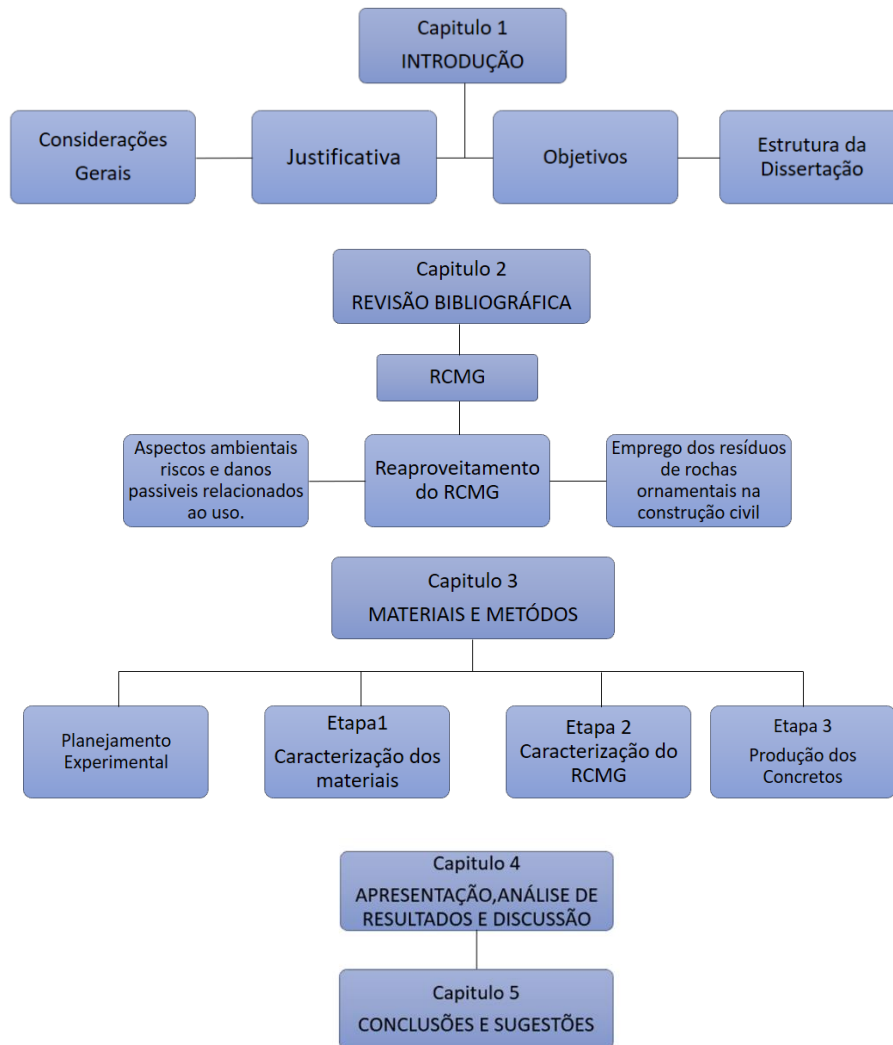 Capitulo 1
INTRODUÇÃO
Considerações
Gerais
Justificativa
Objetivos
Estrutura da
Dissertação
Capitulo 2
REVISÃO BIBLIOGRÁFICA
RCMG
Aspectos ambientais
riscos e danos
passiveis relacionados
ao uso.
Reaproveitamento
do RCMG
Emprego dos resíduos
de rochas
ornamentais na
construção civil
Capitulo 3
MATERIAIS E METÓDOS
Planejamento
Experimental
Etapa1
Caracterização dos
materiais
Etapa 2
Caracterização do
RCMG
Etapa 3
Produção dos
Concretos
Capitulo 4
APRESENTAÇÃO,ANÁLISE DE
RESULTADOS E DISCUSSÃO
Capitulo 5
CONCLUSÕES E SUGESTÕES